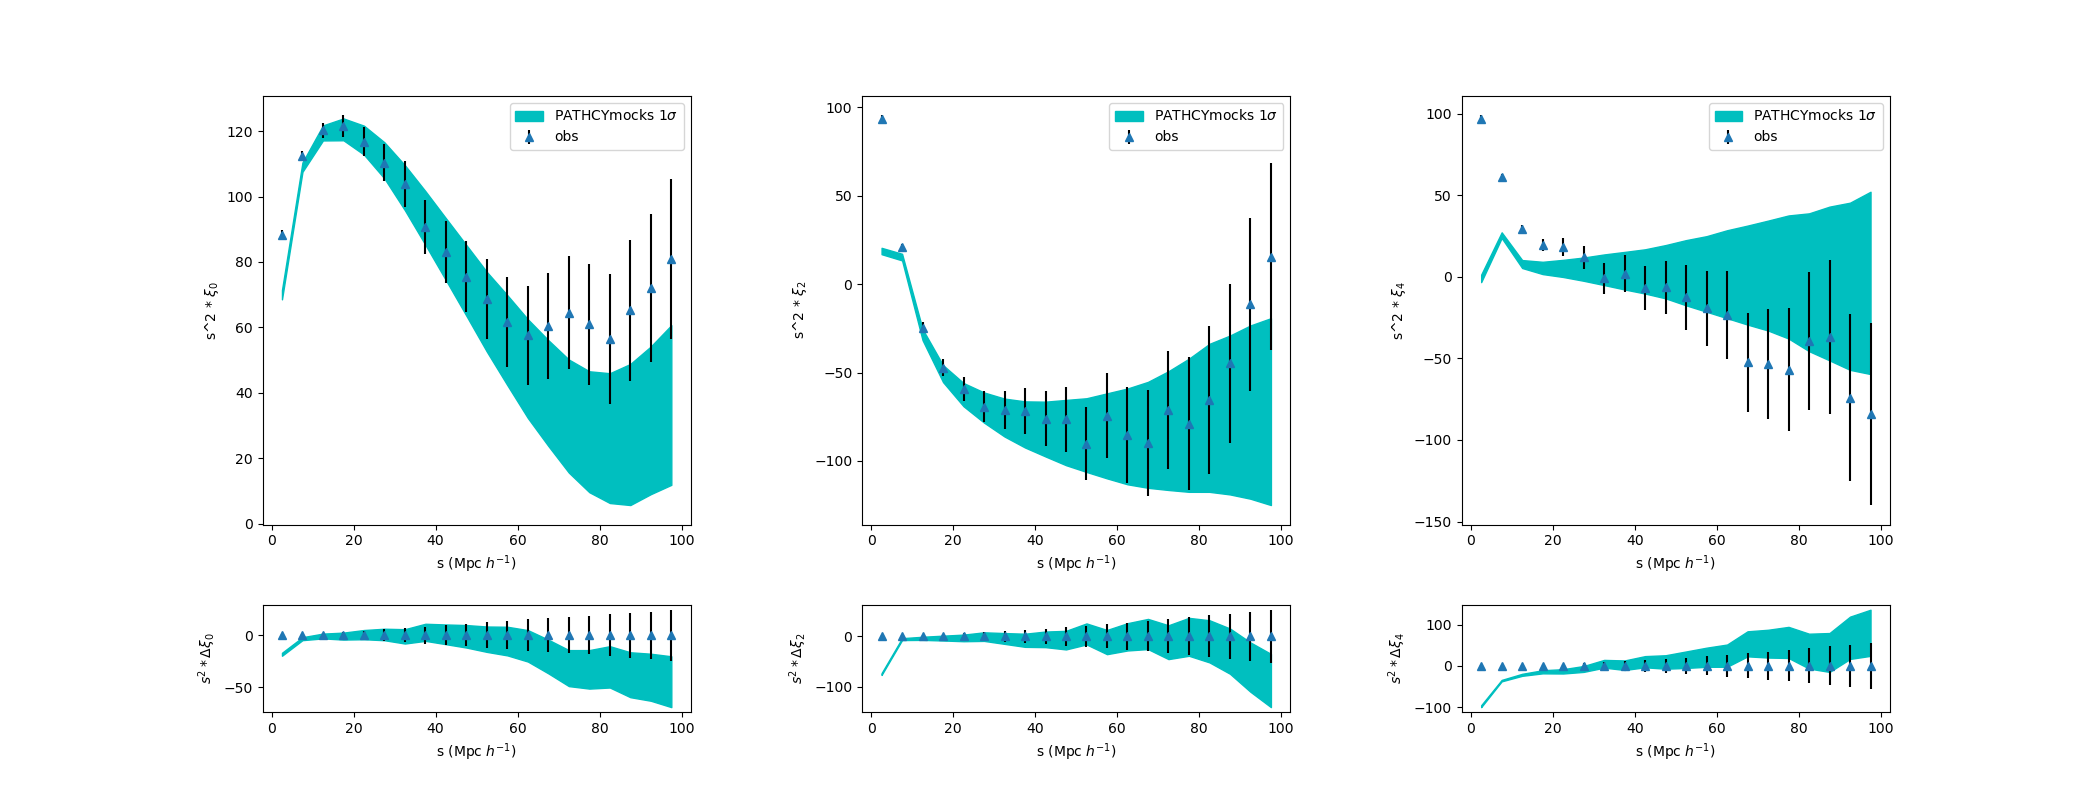 PATHCYmocks 1σ
obs
s^2 * ξ₀
120
100
80
60
40
20
0
0 20 40 60 80 100
s (Mpc h⁻¹)
PATHCYmocks 1σ
obs
s^2 * ξ₂
100
50
0
−50
−100
0 20 40 60 80 100
s (Mpc h⁻¹)
PATHCYmocks 1σ
obs
s^2 * ξ₄
100
50
0
−50
−100
−150
0 20 40 60 80 100
s (Mpc h⁻¹)
s² * Δξ₀
0
−50
0 20 40 60 80 100
s (Mpc h⁻¹)
s² * Δξ₂
0
−100
0 20 40 60 80 100
s (Mpc h⁻¹)
s² * Δξ₄
100
0
−100
0 20 40 60 80 100
s (Mpc h⁻¹)